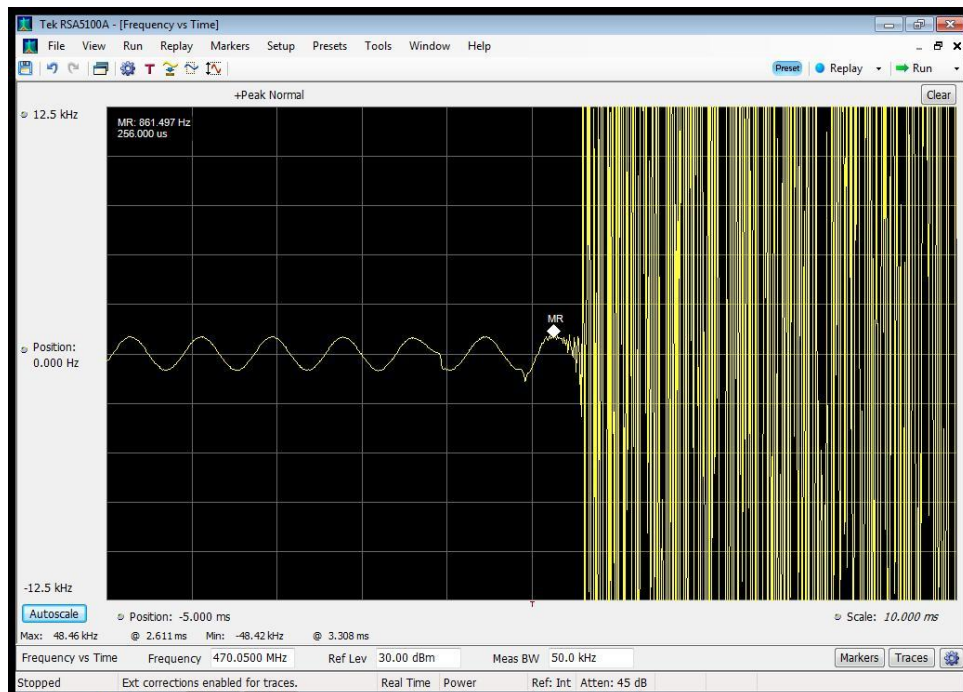 Tek RSA5100A - [Frequency vs Time]
File View Run Replay Markers Setup Presets Tools Window Help
T Preset Replay Run
+Peak Normal Clear
12.5 kHz
MR: 861.497 Hz
256.000 us
MR
Position:
0.000 Hz
-12.5 kHz
T
Autoscale Position: -5.000 ms Scale: 10.000 ms
Max: 48.46 kHz @ 2.611 ms Min: -48.42 kHz @ 3.308 ms
Frequency vs Time Frequency 470.0500 MHz Ref Lev 30.00 dBm Meas BW 50.0 kHz Markers Traces
Stopped Ext corrections enabled for traces. Real Time Power Ref: Int Atten: 45 dB